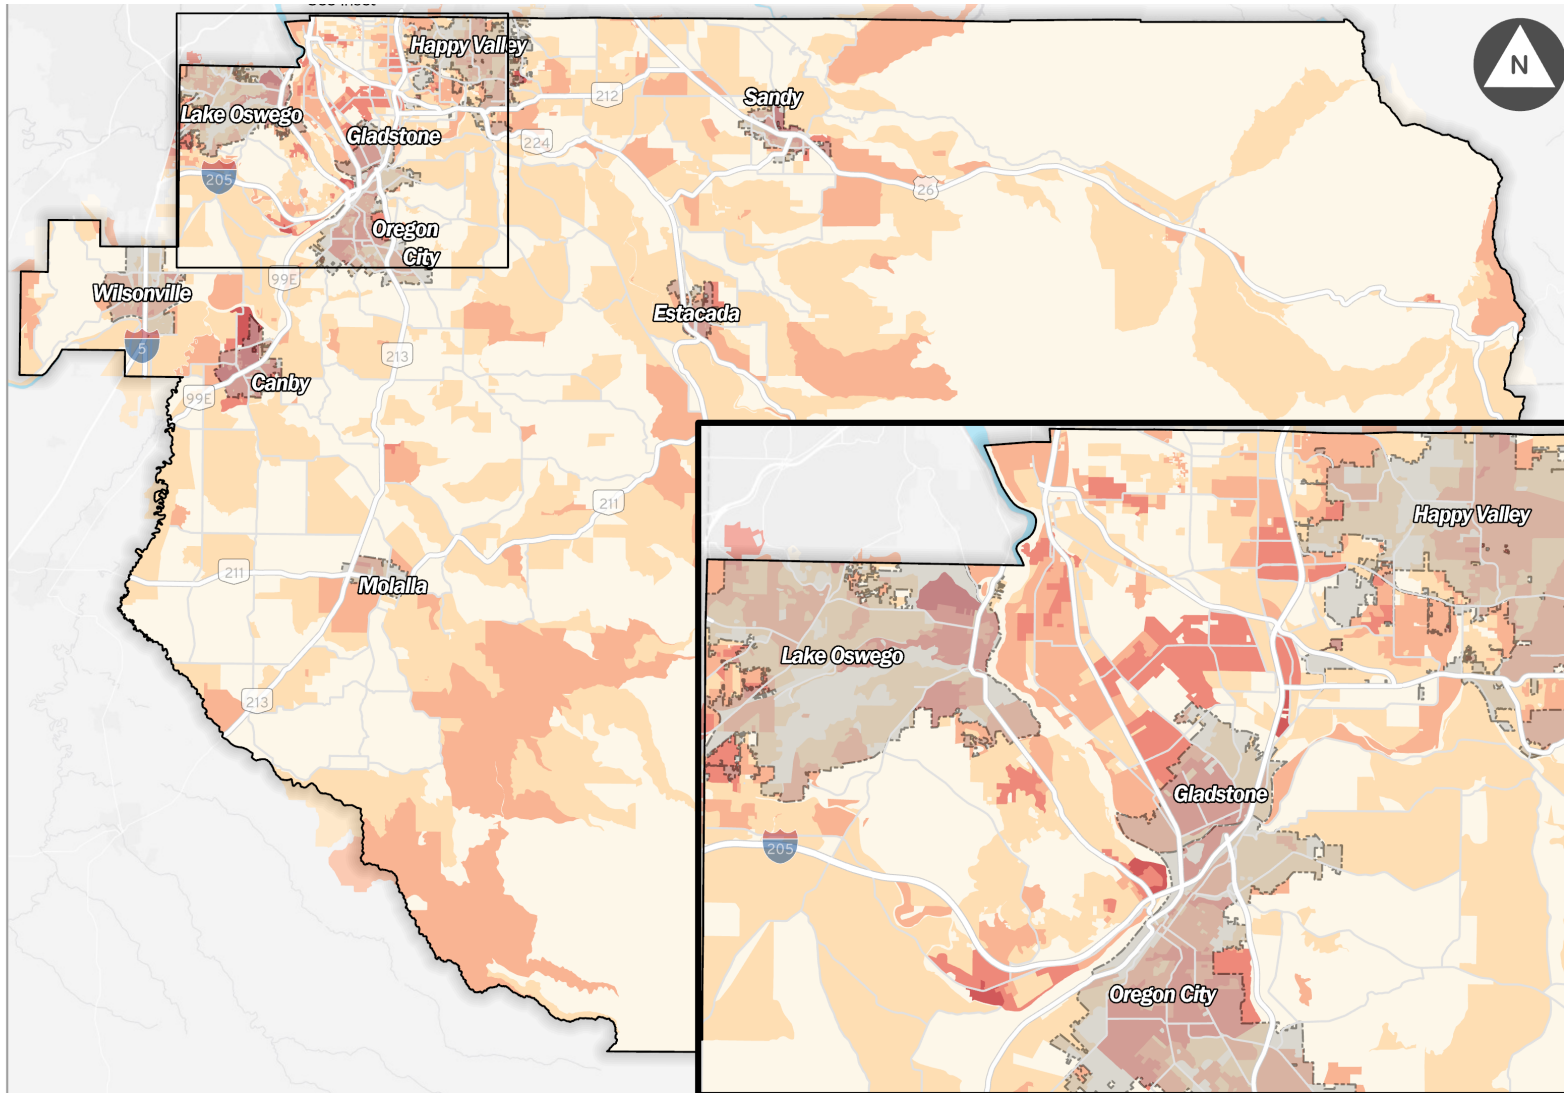 Happy Valley
N
Sandy
212
Lake Oswego
Gladstone
224
205
26
Oregon
City
99E
Wilsonville
Estacada
5
213
Canby
99E
211
211
Molalla
213
Happy Valley
Lake Oswego
Gladstone
205
Oregon City